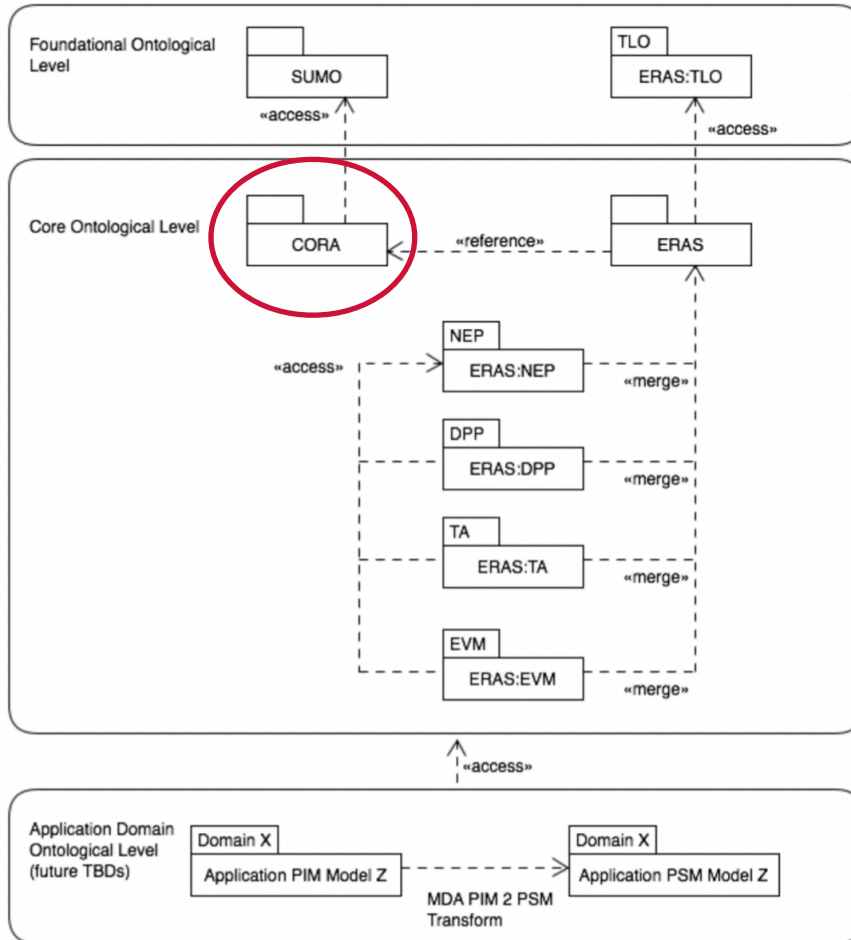 Foundational Ontological
Level
SUMO
TLO
ERAS:TLO
«access»
«access»
Core Ontological Level
CORA
«reference»
ERAS
NEP
ERAS:NEP
«access»
«merge»
DPP
ERAS:DPP
«merge»
TA
ERAS:TA
«merge»
EVM
ERAS:EVM
«merge»
«access»
Application Domain
Ontological Level
(future TBDs)
Domain X
Application PIM Model Z
Domain X
Application PSM Model Z
MDA PIM 2 PSM
Transform